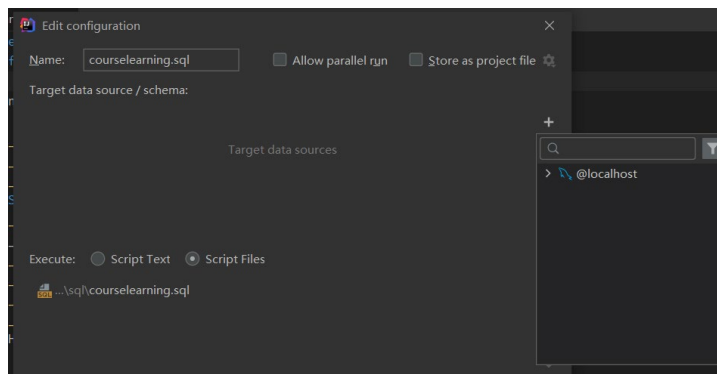 Edit configuration
Name: courselearning.sql Allow parallel run Store as project file
Target data source / schema:
Target data sources
@localhost
Execute: Script Text Script Files
SQL ...\sql\courselearning.sql